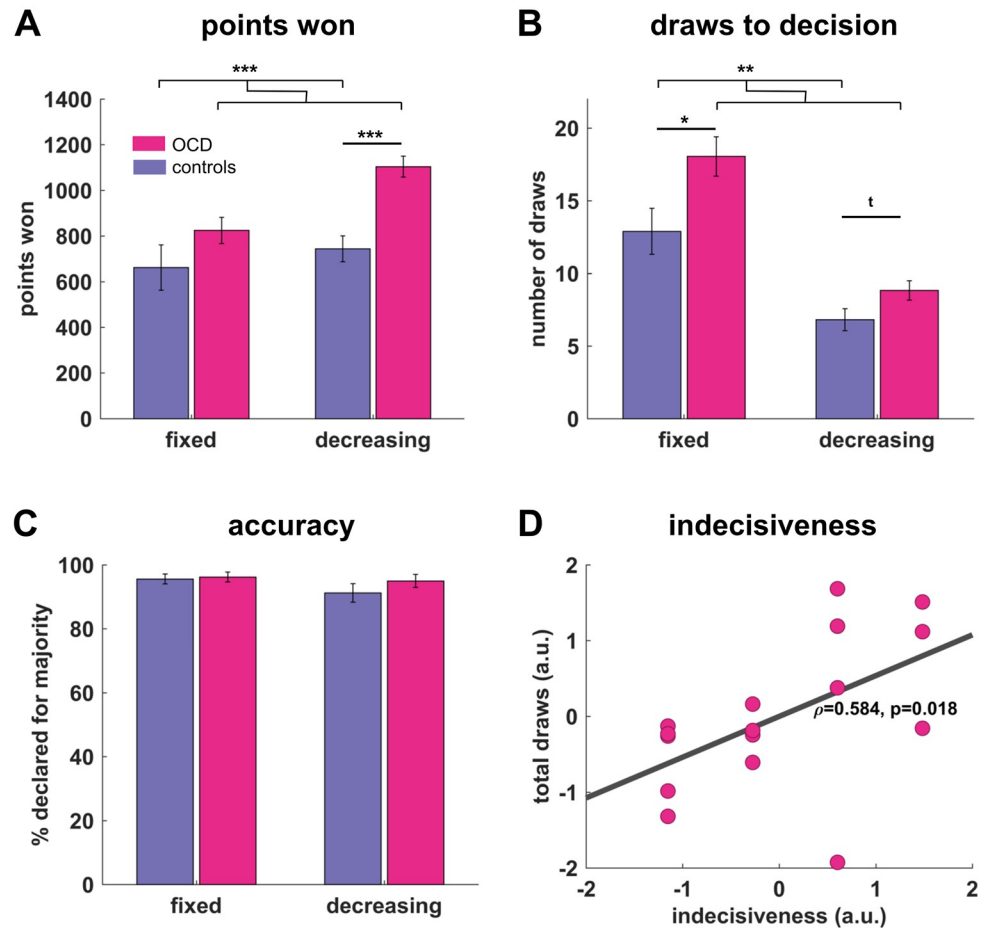 A
points won
***
1400
1200
1000
800
600
400
200
0
points won
OCD
controls
***
fixed
decreasing
B
draws to decision
**
20
15
10
5
0
number of draws
*
t
fixed
decreasing
C
accuracy
100
80
60
40
20
0
% declared for majority
fixed
decreasing
D
indecisiveness
2
1
0
-1
-2
total draws (a.u.)
ρ=0.584, p=0.018
-2
-1
0
1
2
indecisiveness (a.u.)